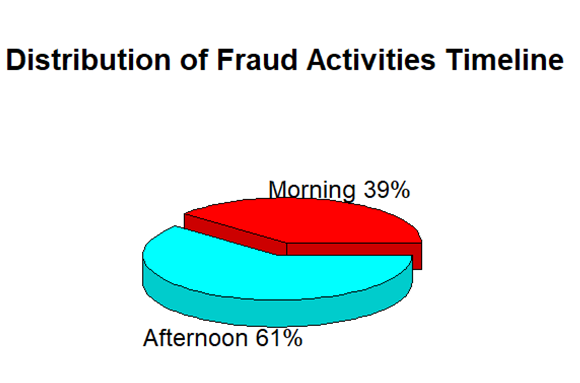 Distribution of Fraud Activities Timeline
Morning 39%
Afternoon 61%